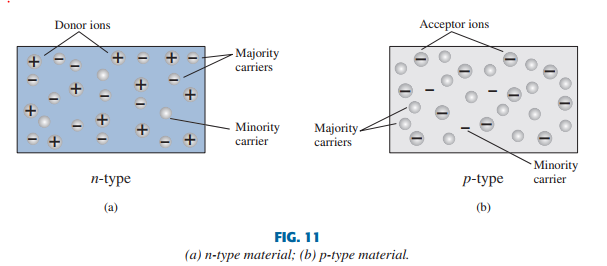 Donor ions
Majority
carriers
Minority
carrier
n-type
(a)
Acceptor ions
Majority
carriers
Minority
carrier
p-type
(b)
FIG. 11
(a) n-type material; (b) p-type material.